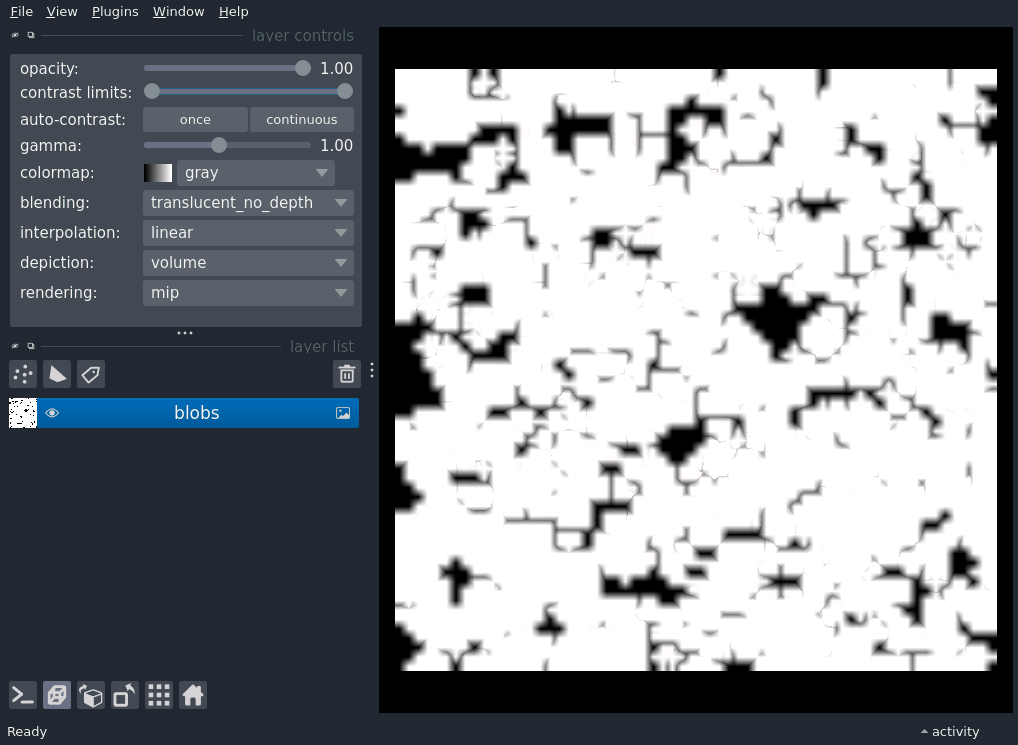 File View Plugins Window Help
layer controls
opacity: 1.00
contrast limits:
auto-contrast: once continuous
gamma: 1.00
colormap: gray
blending: translucent_no_depth
interpolation: linear
depiction: volume
rendering: mip
layer list
blobs
Ready activity